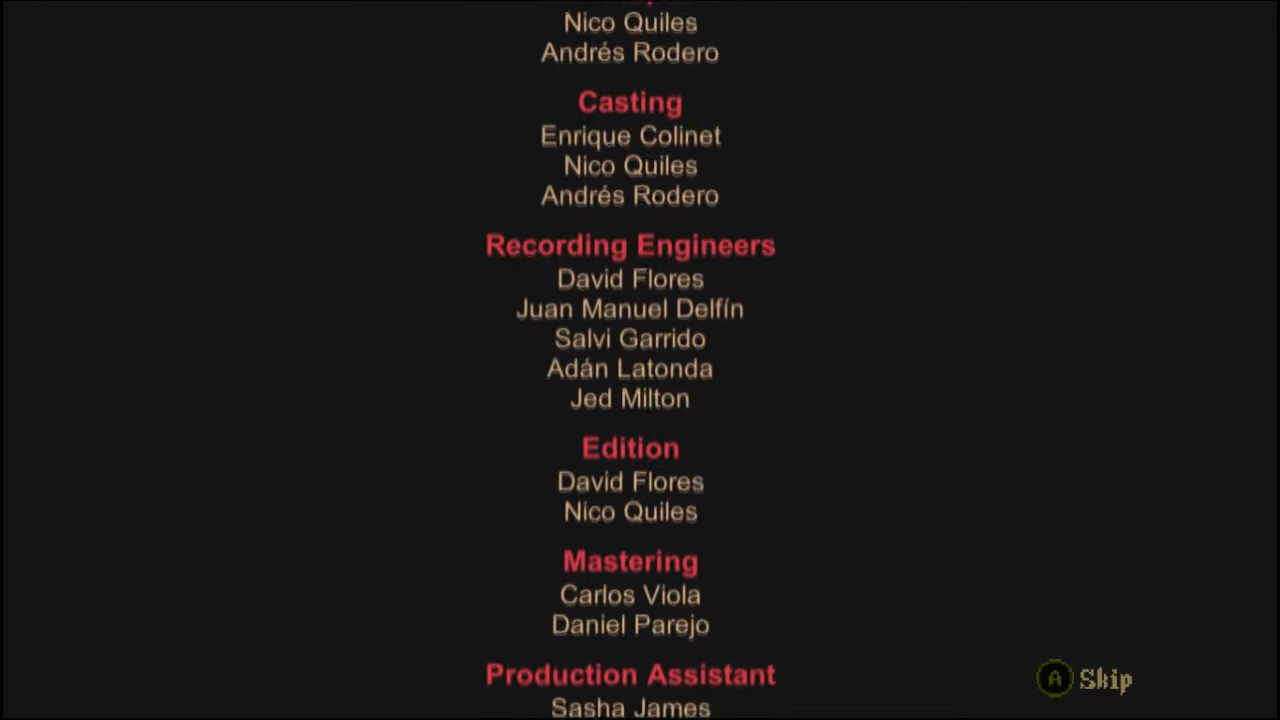 Nico Quiles
Andrés Rodero
Casting
Enrique Colinet
Nico Quiles
Andrés Rodero
Recording Engineers
David Flores
Juan Manuel Delfín
Salvi Garrido
Adán Latonda
Jed Milton
Edition
David Flores
Nico Quiles
Mastering
Carlos Viola
Daniel Parejo
Production Assistant
A Skip
Sasha James